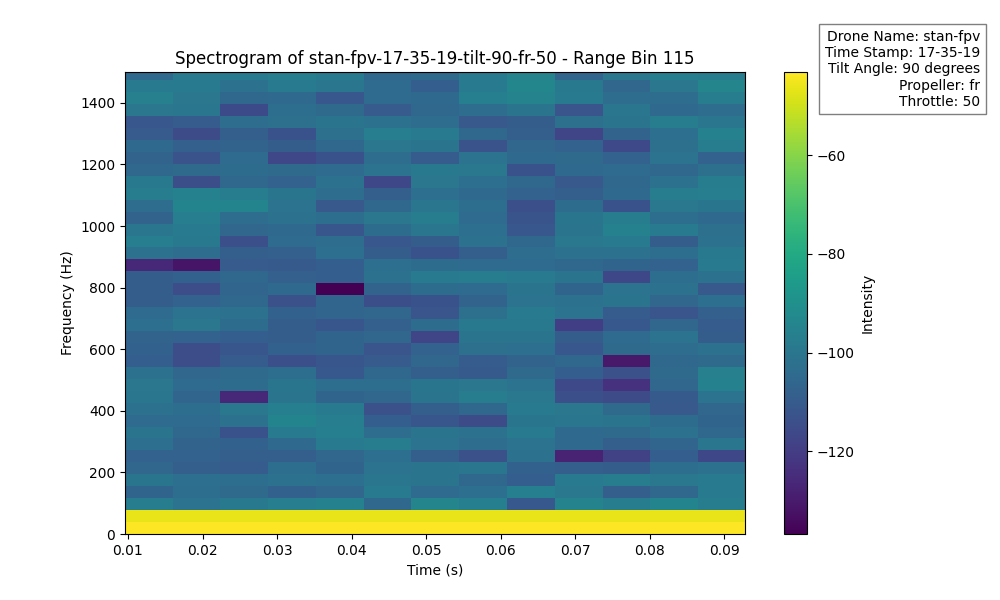 Drone Name: stan-fpv
Time Stamp: 17-35-19
Tilt Angle: 90 degrees
Propeller: fr
Throttle: 50
Spectrogram of stan-fpv-17-35-19-tilt-90-fr-50 - Range Bin 115
Frequency (Hz)
1400
1200
1000
800
600
400
200
0
0.01 0.02 0.03 0.04 0.05 0.06 0.07 0.08 0.09
Time (s)
−60
−80
−100
−120
Intensity